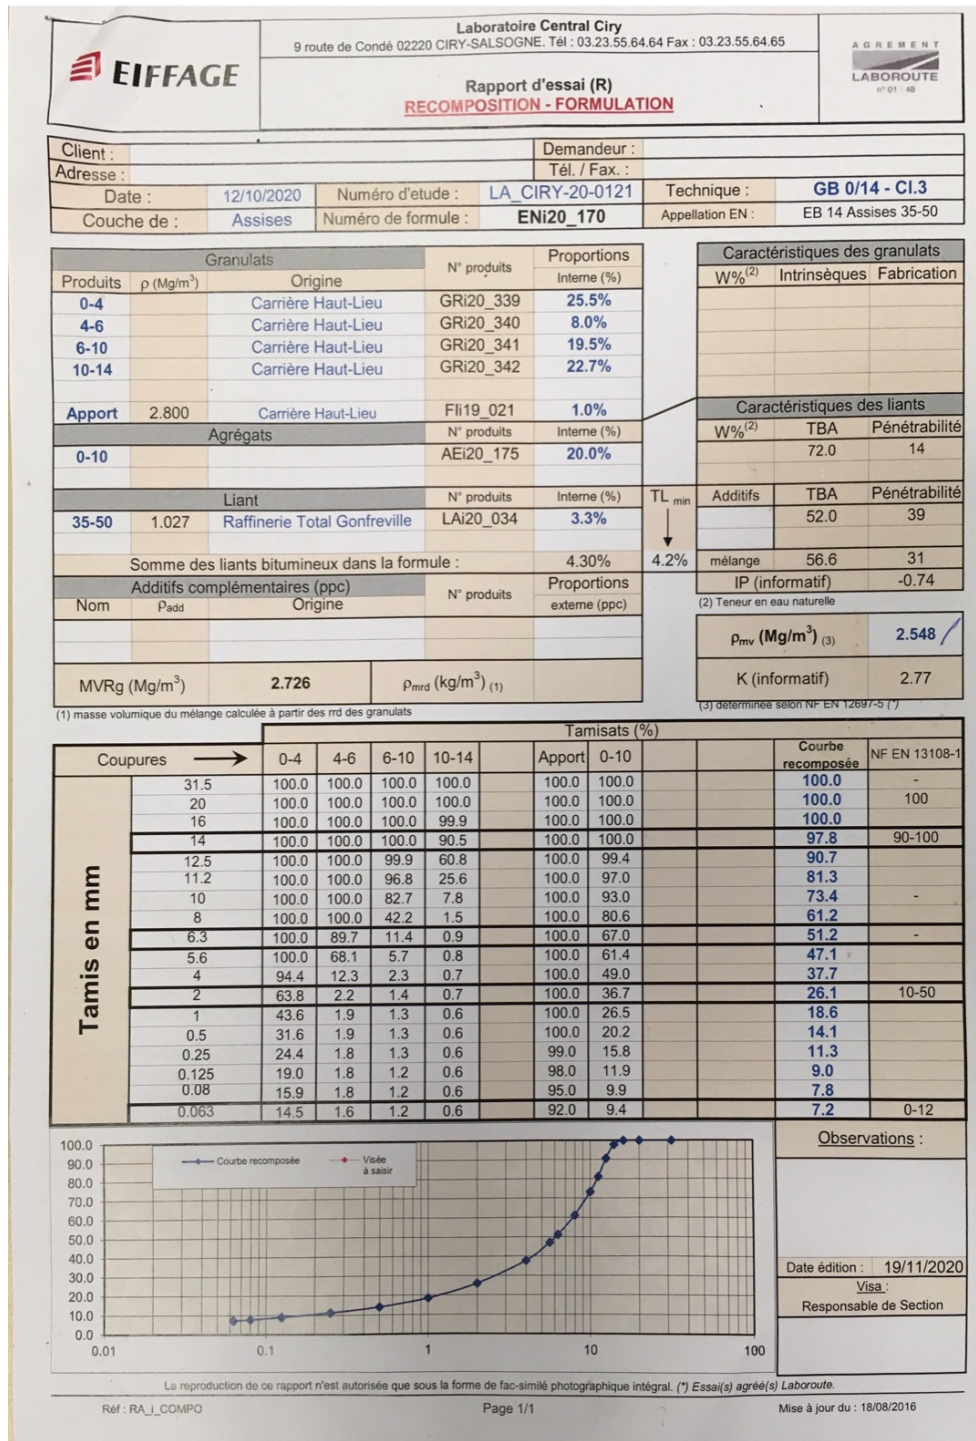 EIFFAGE
Laboratoire Central Ciry
9 route de Condé 02220 CIRY-SALSOGNE. Tél : 03.23.55.64.64 Fax : 03.23.55.64.65
Rapport d'essai (R)
RECOMPOSITION - FORMULATION
AGREMENT
LABOROUTE
n° 01 - 48
Client :
Demandeur :
Adresse :
Tél. / Fax. :
Date : 12/10/2020 Numéro d'etude : LA_CIRY-20-0121 Technique : GB 0/14 - Cl.3
Couche de : Assises Numéro de formule : ENi20_170 Appellation EN : EB 14 Assises 35-50
Granulats N° produits Proportions
Produits ρ (Mg/m³) Origine Interne (%)
0-4 Carrière Haut-Lieu GRi20_339 25.5%
4-6 Carrière Haut-Lieu GRi20_340 8.0%
6-10 Carrière Haut-Lieu GRi20_341 19.5%
10-14 Carrière Haut-Lieu GRi20_342 22.7%
Apport 2.800 Carrière Haut-Lieu Fli19_021 1.0%
Agrégats N° produits Interne (%)
0-10 AEi20_175 20.0%
Liant N° produits Interne (%) TL min
35-50 1.027 Raffinerie Total Gonfreville LAi20_034 3.3%
Somme des liants bitumineux dans la formule : 4.30% 4.2%
Additifs complémentaires (ppc) N° produits Proportions
Nom ρadd Origine externe (ppc)
MVRg (Mg/m³) 2.726 ρmrd (kg/m³) (1)
(1) masse volumique du mélange calculée à partir des rrd des granulats
Caractéristiques des granulats
W%(2) Intrinsèques Fabrication
Caractéristiques des liants
W%(2) TBA Pénétrabilité
72.0 14
Additifs TBA Pénétrabilité
52.0 39
mélange 56.6 31
IP (informatif) -0.74
(2) Teneur en eau naturelle
ρmv (Mg/m³) (3) 2.548
K (informatif) 2.77
(3) determinée selon NF EN 12697-5 (*)
Tamisats (%)
Coupures 0-4 4-6 6-10 10-14 Apport 0-10 Courbe recomposée NF EN 13108-1
Tamis en mm
31.5 100.0 100.0 100.0 100.0 100.0 100.0 100.0 -
20 100.0 100.0 100.0 100.0 100.0 100.0 100.0 100
16 100.0 100.0 100.0 99.9 100.0 100.0 100.0
14 100.0 100.0 100.0 90.5 100.0 100.0 97.8 90-100
12.5 100.0 100.0 99.9 60.8 100.0 99.4 90.7
11.2 100.0 100.0 96.8 25.6 100.0 97.0 81.3
10 100.0 100.0 82.7 7.8 100.0 93.0 73.4 -
8 100.0 100.0 42.2 1.5 100.0 80.6 61.2
6.3 100.0 89.7 11.4 0.9 100.0 67.0 51.2 -
5.6 100.0 68.1 5.7 0.8 100.0 61.4 47.1
4 94.4 12.3 2.3 0.7 100.0 49.0 37.7
2 63.8 2.2 1.4 0.7 100.0 36.7 26.1 10-50
1 43.6 1.9 1.3 0.6 100.0 26.5 18.6
0.5 31.6 1.9 1.3 0.6 100.0 20.2 14.1
0.25 24.4 1.8 1.3 0.6 99.0 15.8 11.3
0.125 19.0 1.8 1.2 0.6 98.0 11.9 9.0
0.08 15.9 1.8 1.2 0.6 95.0 9.9 7.8
0.063 14.5 1.6 1.2 0.6 92.0 9.4 7.2 0-12
Courbe recomposée Visée
à saisir
100.0
90.0
80.0
70.0
60.0
50.0
40.0
30.0
20.0
10.0
0.0
0.01 0.1 1 10 100
Observations :
Date édition : 19/11/2020
Visa :
Responsable de Section
La reproduction de ce rapport n'est autorisée que sous la forme de fac-similé photographique intégral. (*) Essai(s) agréé(s) Laboroute.
Réf : RA_i_COMPO Page 1/1 Mise à jour du : 18/08/2016